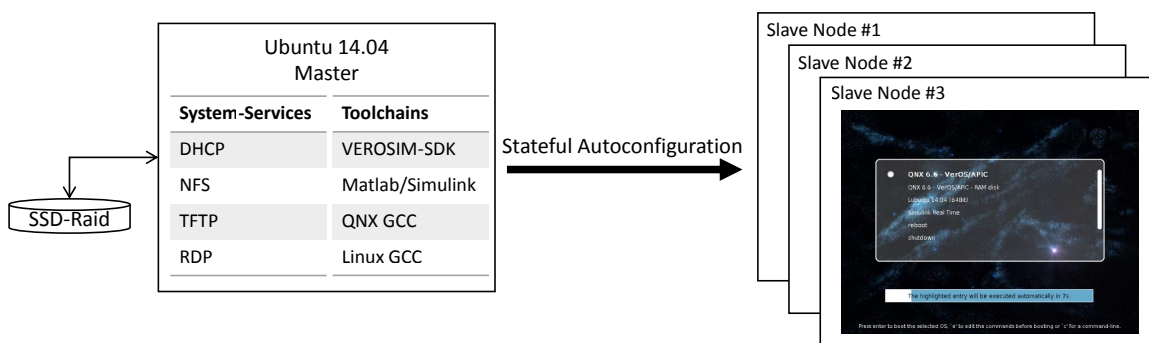 SSD-Raid
Ubuntu 14.04
Master
System-Services Toolchains
DHCP VEROSIM-SDK
NFS Matlab/Simulink
TFTP QNX GCC
RDP Linux GCC
Stateful Autoconfiguration
Slave Node #1
Slave Node #2
Slave Node #3
QNX 6.6 - VerOS/APIC
QNX 6.6 - VerOS/APIC - RAM disk
Lubuntu 14.04 (64Bit)
Simulink Real Time
reboot
shutdown
The highlighted entry will be executed automatically in 7s.
Press enter to boot the selected OS, `e' to edit the commands before booting or `c' for a command-line.